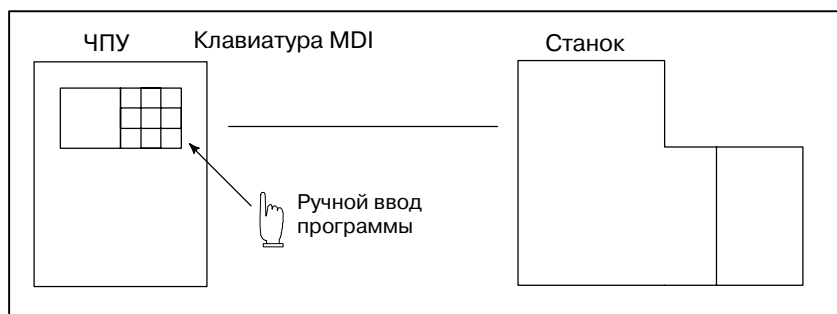 ЧПУ
Клавиатура MDI
Станок
Ручной ввод
программы